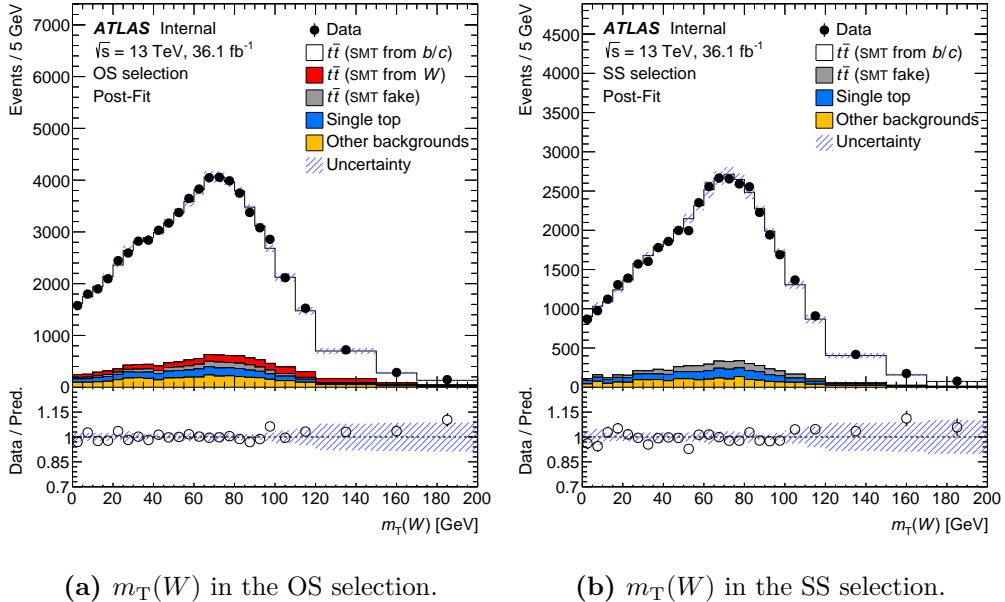 ATLAS Internal
√s = 13 TeV, 36.1 fb⁻¹
OS selection
Post-Fit
Data
tt̄ (SMT from b/c)
tt̄ (SMT from W)
tt̄ (SMT fake)
Single top
Other backgrounds
Uncertainty
Events / 5 GeV
7000
6000
5000
4000
3000
2000
1000
0
Data / Pred.
1.15
1
0.85
0.7
0 20 40 60 80 100 120 140 160 180 200
m_T(W) [GeV]
(a) m_T(W) in the OS selection.
ATLAS Internal
√s = 13 TeV, 36.1 fb⁻¹
SS selection
Post-Fit
Data
tt̄ (SMT from b/c)
tt̄ (SMT fake)
Single top
Other backgrounds
Uncertainty
Events / 5 GeV
4500
4000
3500
3000
2500
2000
1500
1000
500
0
Data / Pred.
1.15
1
0.85
0.7
0 20 40 60 80 100 120 140 160 180 200
m_T(W) [GeV]
(b) m_T(W) in the SS selection.